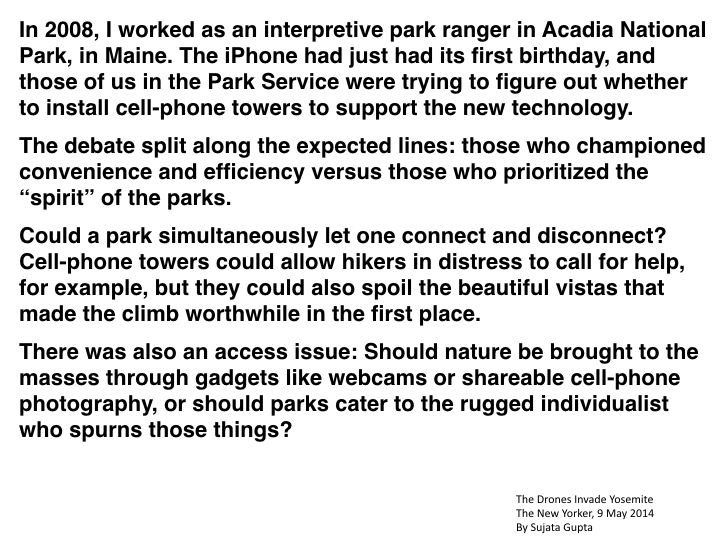 In 2008, I worked as an interpretive park ranger in Acadia National
Park, in Maine. The iPhone had just had its first birthday, and
those of us in the Park Service were trying to figure out whether
to install cell-phone towers to support the new technology.
The debate split along the expected lines: those who championed
convenience and efficiency versus those who prioritized the
“spirit” of the parks.
Could a park simultaneously let one connect and disconnect?
Cell-phone towers could allow hikers in distress to call for help,
for example, but they could also spoil the beautiful vistas that
made the climb worthwhile in the first place.
There was also an access issue: Should nature be brought to the
masses through gadgets like webcams or shareable cell-phone
photography, or should parks cater to the rugged individualist
who spurns those things?
The Drones Invade Yosemite
The New Yorker, 9 May 2014
By Sujata Gupta